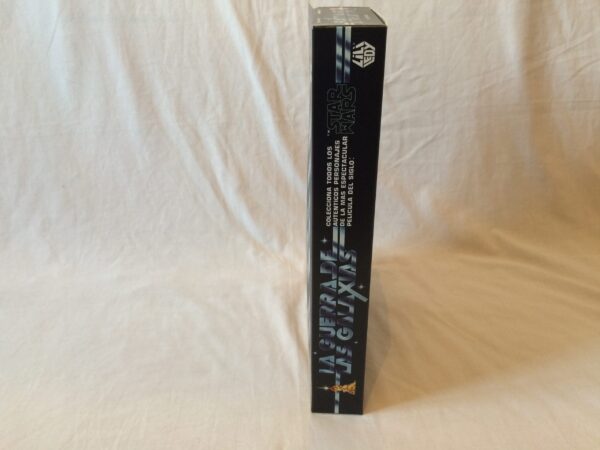 LILI
LEDY
STAR
WARS
COLECCIONA TODOS LOS
AUTENTICOS PERSONAJES
DE LA MAS ESPECTACULAR
PELICULA DEL SIGLO:
LA GUERRA DE
LAS GALAXIAS